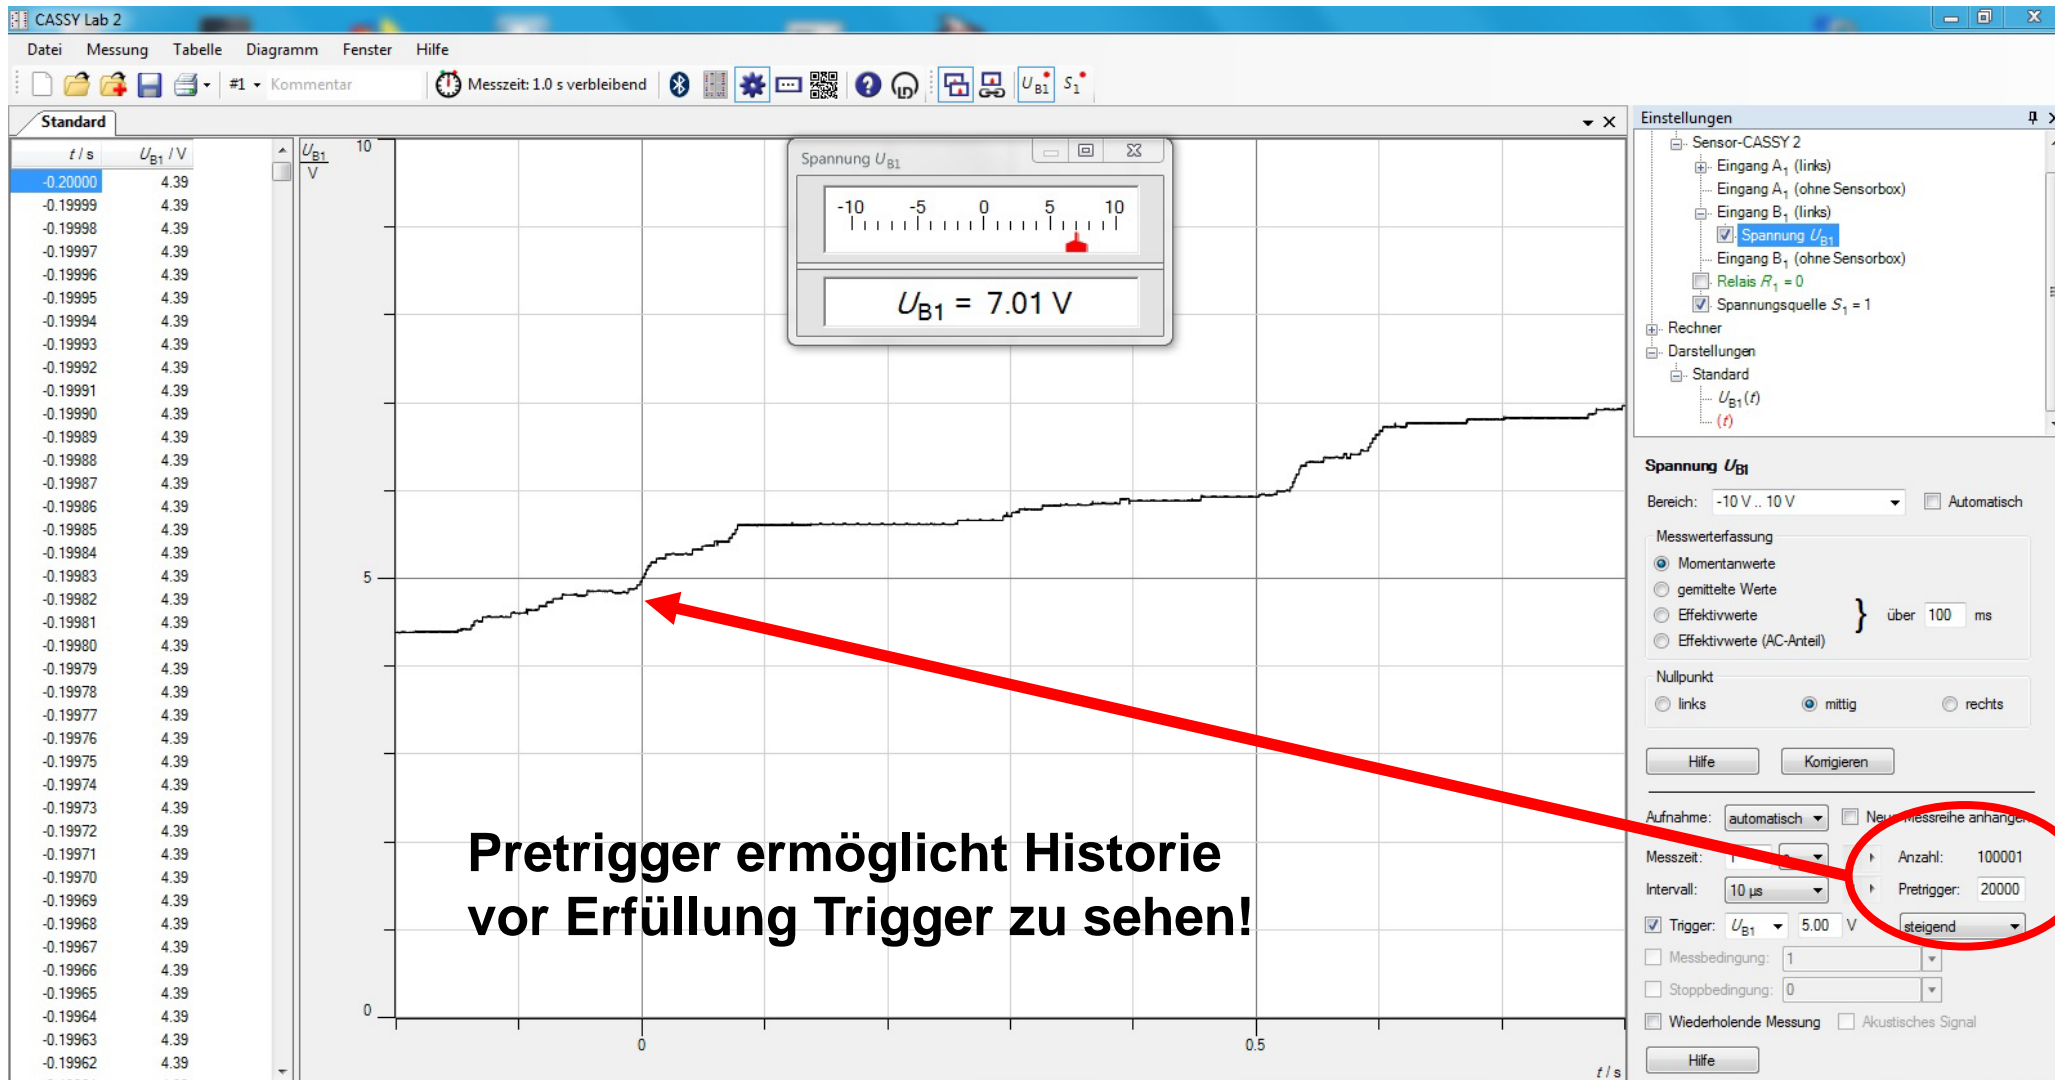 CASSY Lab 2
Datei Messung Tabelle Diagramm Fenster Hilfe
#1 Kommentar Messzeit: 1.0 s verbleibend UB1 S1
Standard
t / s UB1 / V
-0.20000 4.39
-0.19999 4.39
-0.19998 4.39
-0.19997 4.39
-0.19996 4.39
-0.19995 4.39
-0.19994 4.39
-0.19993 4.39
-0.19992 4.39
-0.19991 4.39
-0.19990 4.39
-0.19989 4.39
-0.19988 4.39
-0.19987 4.39
-0.19986 4.39
-0.19985 4.39
-0.19984 4.39
-0.19983 4.39
-0.19982 4.39
-0.19981 4.39
-0.19980 4.39
-0.19979 4.39
-0.19978 4.39
-0.19977 4.39
-0.19976 4.39
-0.19975 4.39
-0.19974 4.39
-0.19973 4.39
-0.19972 4.39
-0.19971 4.39
-0.19970 4.39
-0.19969 4.39
-0.19968 4.39
-0.19967 4.39
-0.19966 4.39
-0.19965 4.39
-0.19964 4.39
-0.19963 4.39
-0.19962 4.39
UB1
V
10
5
0
0 0.5
t / s
Spannung UB1
-10 -5 0 5 10
UB1 = 7.01 V
Pretrigger ermöglicht Historie
vor Erfüllung Trigger zu sehen!
Einstellungen
Sensor-CASSY 2
Eingang A1 (links)
Eingang A1 (ohne Sensorbox)
Eingang B1 (links)
Spannung UB1
Eingang B1 (ohne Sensorbox)
Relais R1 = 0
Spannungsquelle S1 = 1
Rechner
Darstellungen
Standard
UB1(t)
(t)
Spannung UB1
Bereich: -10 V .. 10 V Automatisch
Messwerterfassung
Momentanwerte
gemittelte Werte
Effektivwerte } über 100 ms
Effektivwerte (AC-Anteil)
Nullpunkt
links mittig rechts
Hilfe Korrigieren
Aufnahme: automatisch Messreihe
Messzeit: 1 Anzahl: 100001
Intervall: 10 µs Pretrigger: 20000
Trigger: UB1 5.00 V steigend
Messbedingung: 1
Stoppbedingung: 0
Wiederholende Messung Akustisches Signal
Hilfe